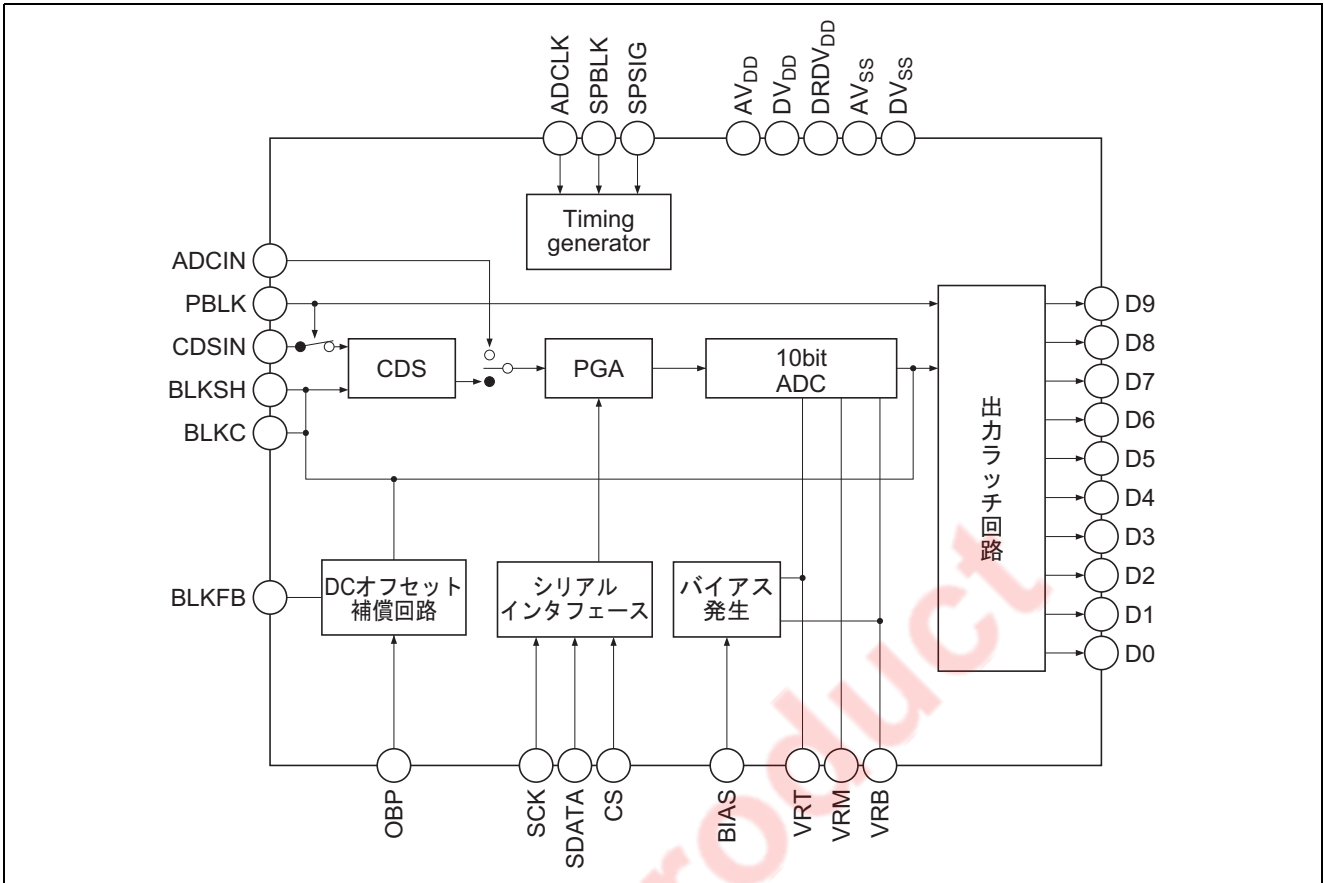 ADCLK
SPBLK
SPSIG
AVDD
DVDD
DRDVDD
AVSS
DVSS
Timing
generator
ADCIN
PBLK
CDSIN
BLKSH
BLKC
BLKFB
CDS
PGA
10bit
ADC
DCオフセット
補償回路
シリアル
インタフェース
バイアス
発生
出力ラッチ回路
D9
D8
D7
D6
D5
D4
D3
D2
D1
D0
OBP
SCK
SDATA
CS
BIAS
VRT
VRM
VRB
roduct